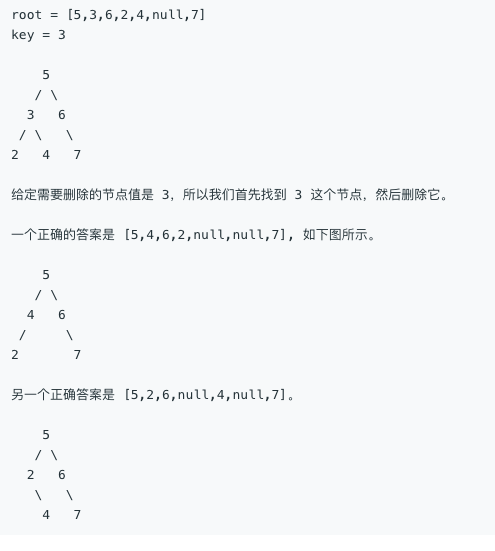 root = [5,3,6,2,4,null,7]
key = 3
    5
   / \
  3   6
 / \   \
2   4   7
给定需要删除的节点值是 3，所以我们首先找到 3 这个节点，然后删除它。
一个正确的答案是 [5,4,6,2,null,null,7], 如下图所示。
    5
   / \
  4   6
 /     \
2       7
另一个正确答案是 [5,2,6,null,4,null,7]。
    5
   / \
  2   6
   \   \
    4   7